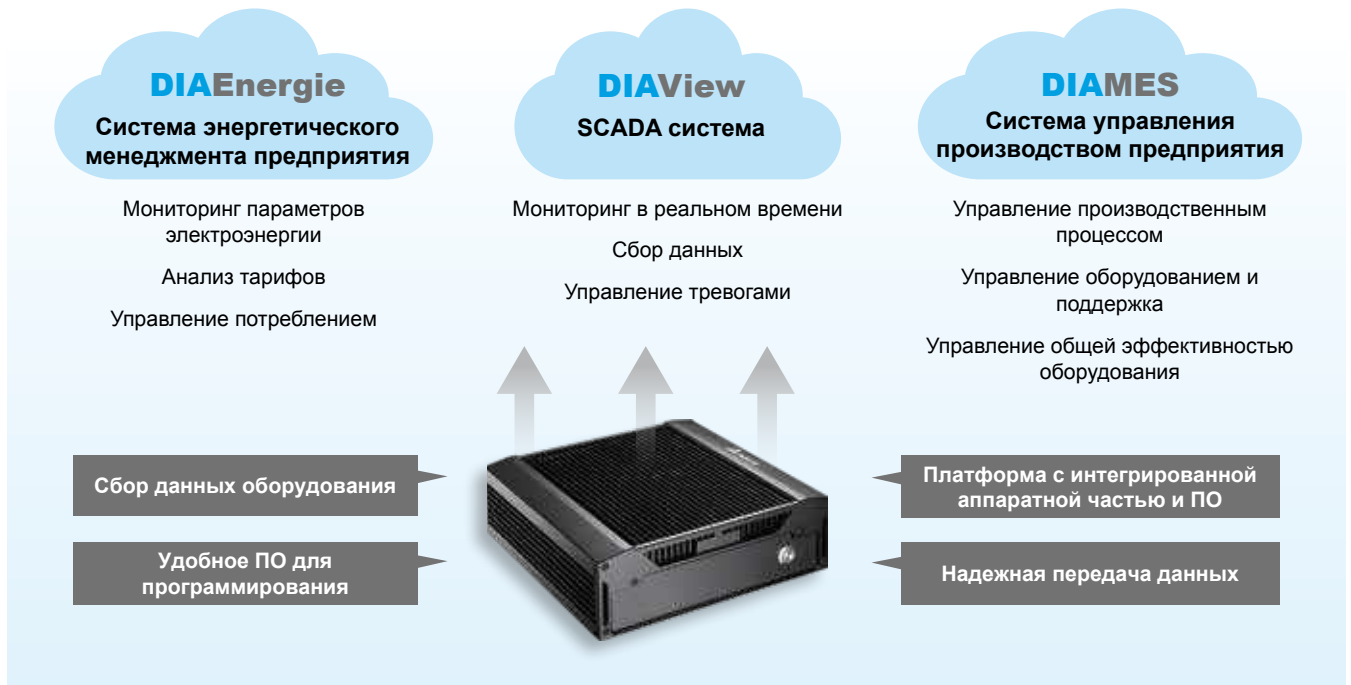 DIAEnergie
Система энергетического
менеджмента предприятия
Мониторинг параметров
электроэнергии
Анализ тарифов
Управление потреблением
DIAView
SCADA система
Мониторинг в реальном времени
Сбор данных
Управление тревогами
DIAMES
Система управления
производством предприятия
Управление производственным
процессом
Управление оборудованием и
поддержка
Управление общей эффективностью
оборудования
Сбор данных оборудования
Удобное ПО для
программирования
Платформа с интегрированной
аппаратной частью и ПО
Надежная передача данных